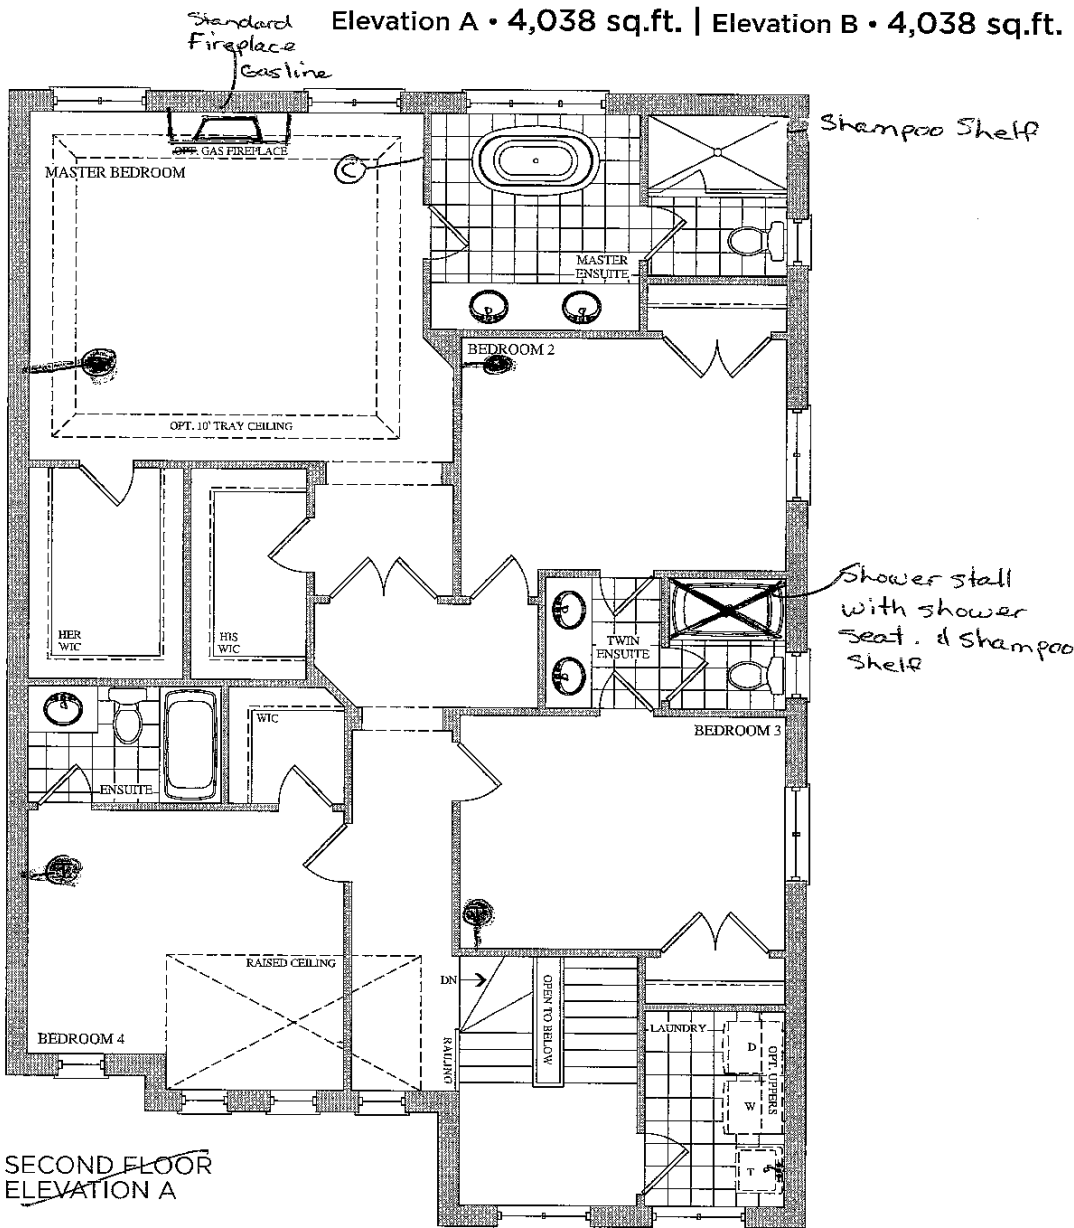 Elevation A • 4,038 sq.ft. | Elevation B • 4,038 sq.ft.
Standard
Fireplace
Gasline
Shampoo Shelf
OPT. GAS FIREPLACE
MASTER BEDROOM
MASTER
ENSUITE
BEDROOM 2
OPT. 10' TRAY CEILING
HER
WIC
HIS
WIC
TWIN
ENSUITE
Shower stall
with shower
seat. & Shampoo
Shelf
WIC
ENSUITE
BEDROOM 3
RAISED CEILING
DN
OPEN TO BELOW
RAILING
BEDROOM 4
LAUNDRY
D
OPT. UPPERS
W
T
SECOND FLOOR
ELEVATION A